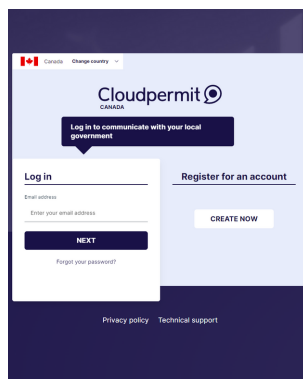 Canada Change country
Cloudpermit
CANADA
Log in to communicate with your local
government
Log in
Email address
Enter your email address
NEXT
Forgot your password?
Register for an account
CREATE NOW
Privacy policy Technical support